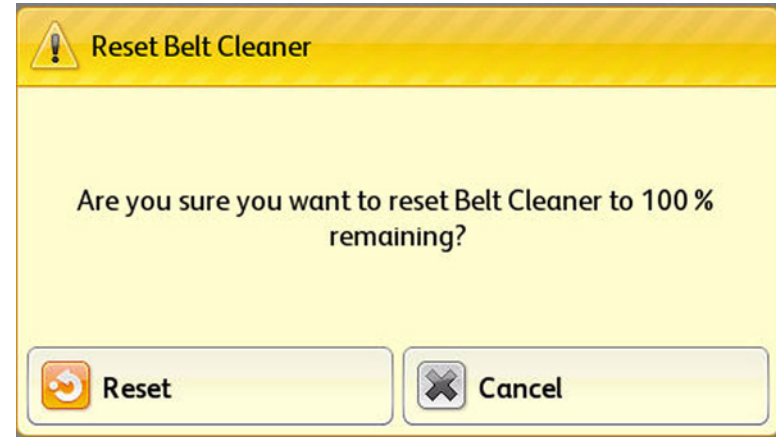 Reset Belt Cleaner
Are you sure you want to reset Belt Cleaner to 100 %
remaining?
Reset
Cancel